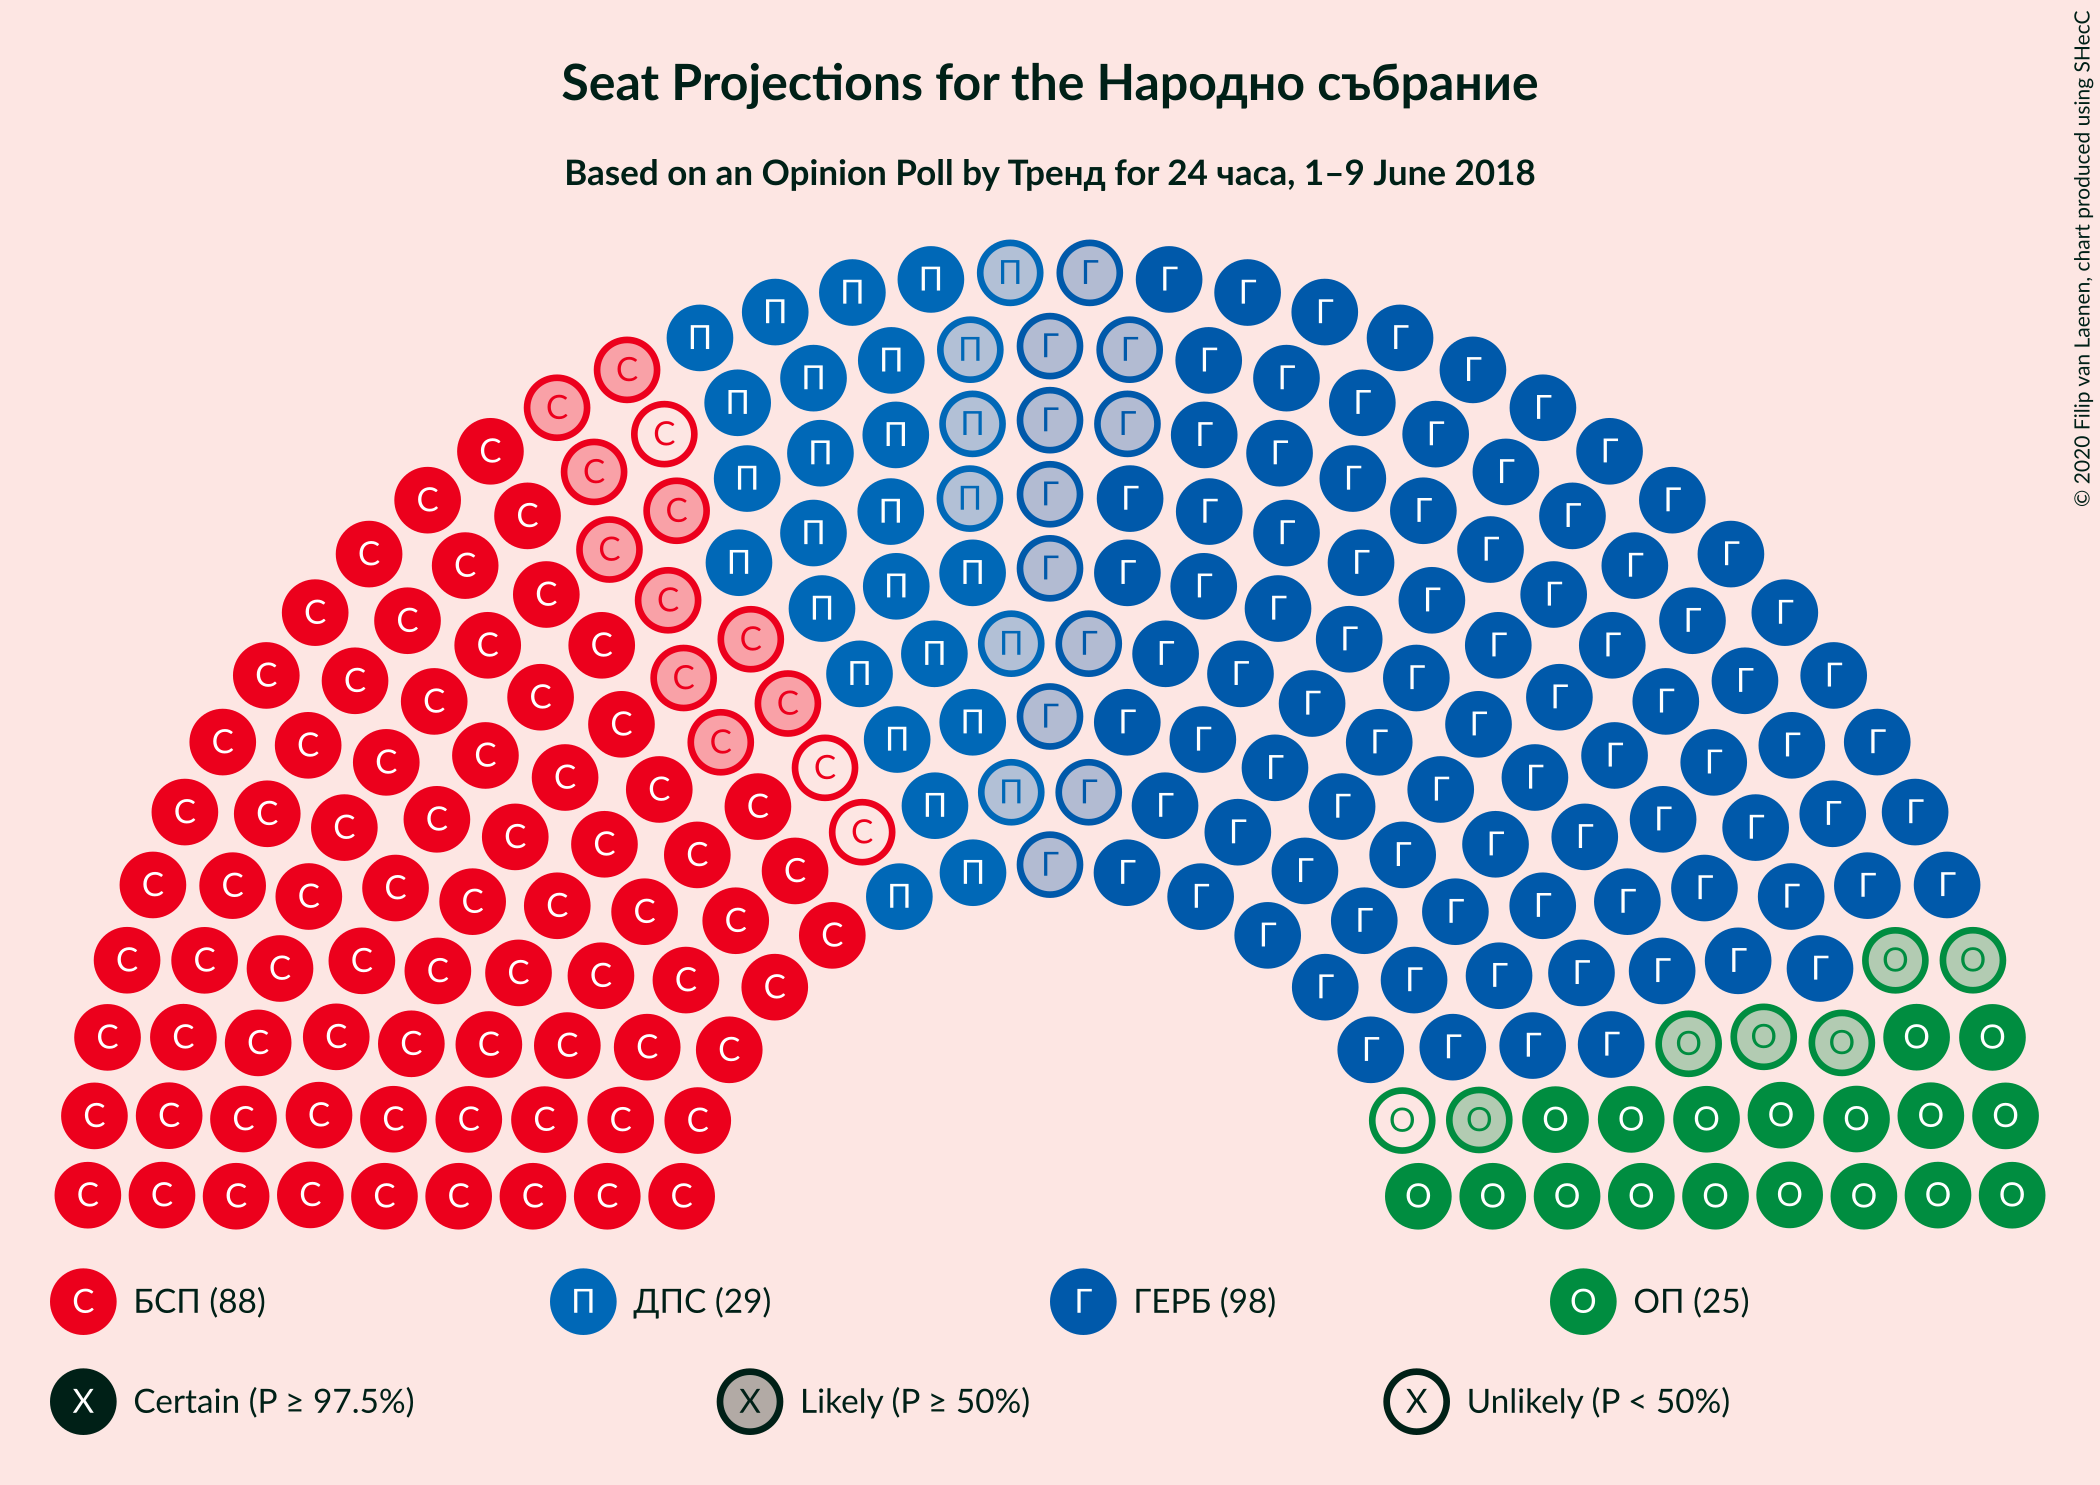 Seat Projections for the Народно събрание
Based on an Opinion Poll by Тренд for 24 часа, 1–9 June 2018
© 2020 Filip van Laenen, chart produced using SHecC
С БСП (88)
П ДПС (29)
Г ГЕРБ (98)
О ОП (25)
X Certain (P ≥ 97.5%)
X Likely (P ≥ 50%)
X Unlikely (P < 50%)